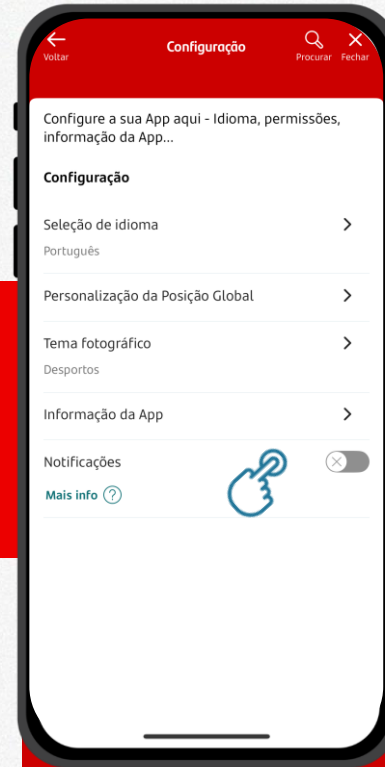 Configuração
Voltar
Procurar
Fechar
Configure a sua App aqui - Idioma, permissões,
informação da App...
Configuração
Seleção de idioma
Português
Personalização da Posição Global
Tema fotográfico
Desportos
Informação da App
Notificações
Mais info ?